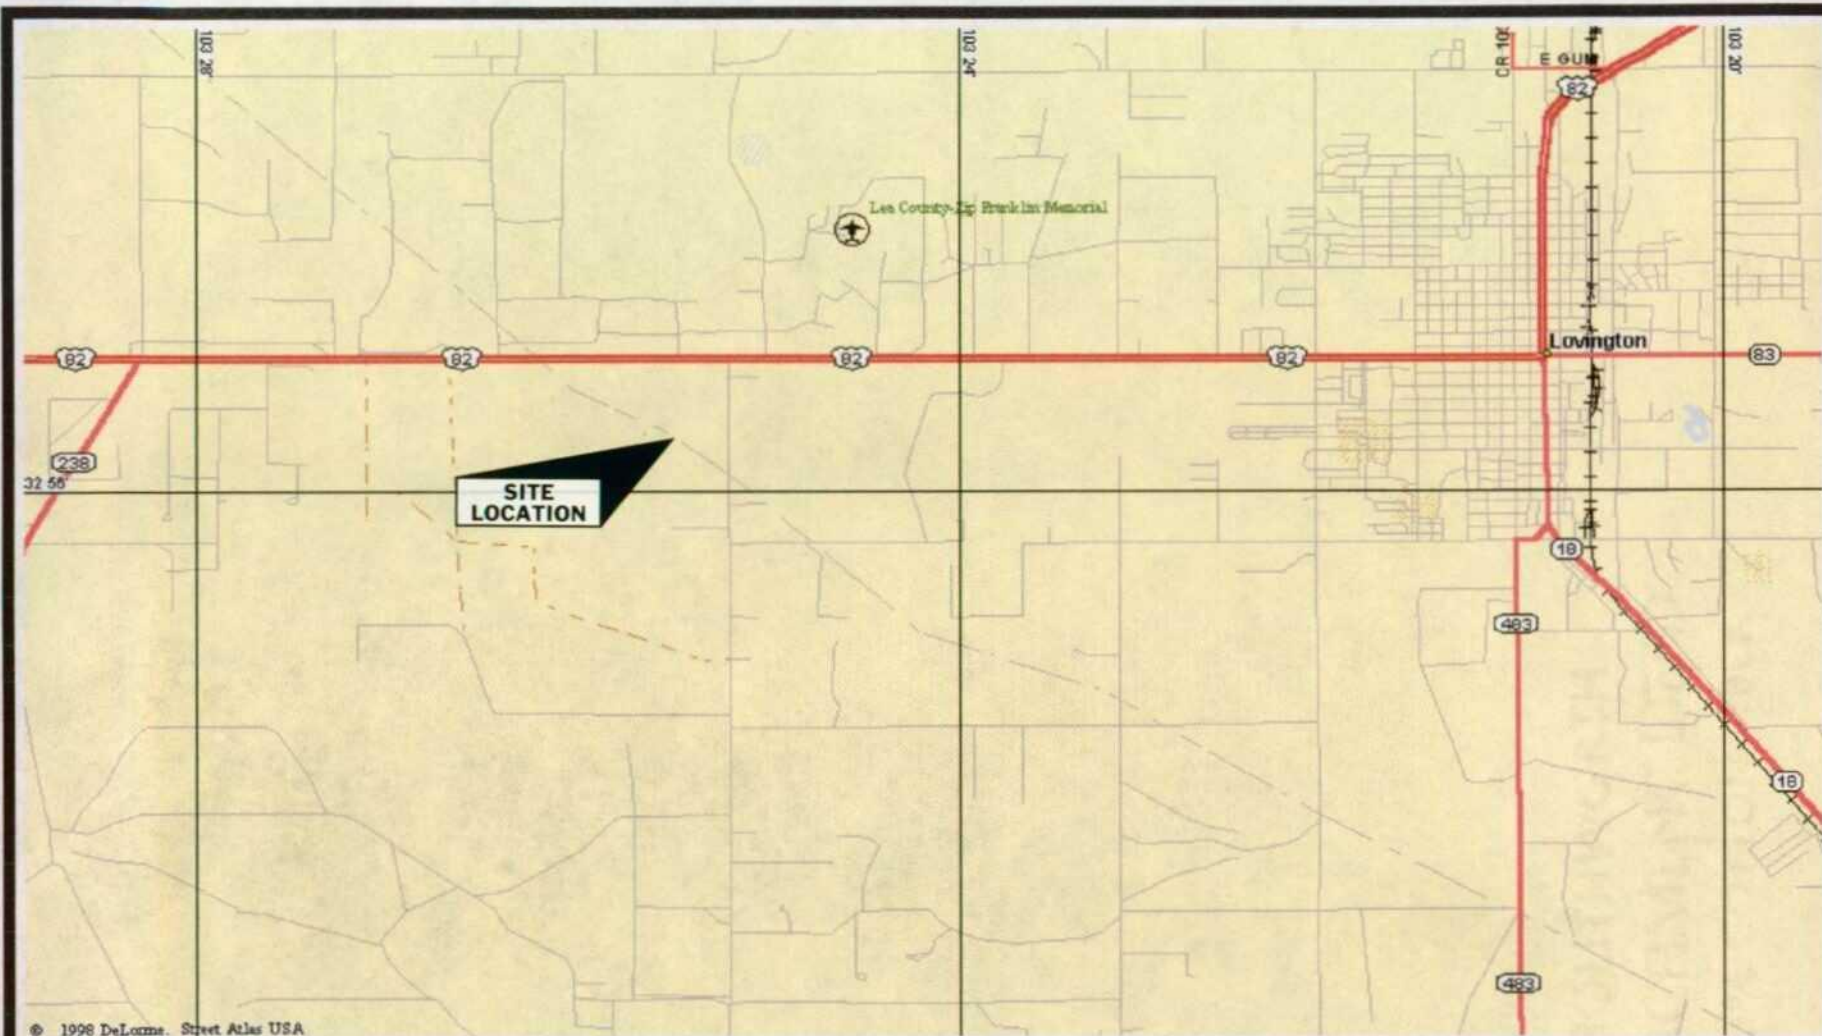 103 28'
103 24'
CR 10
E GUM
103 20'
82
Lea County-Zip Franklin Memorial
82
82
82
82
Lovington
83
238
32 56'
SITE
LOCATION
18
483
18
483
© 1998 DeLorme. Street Atlas USA